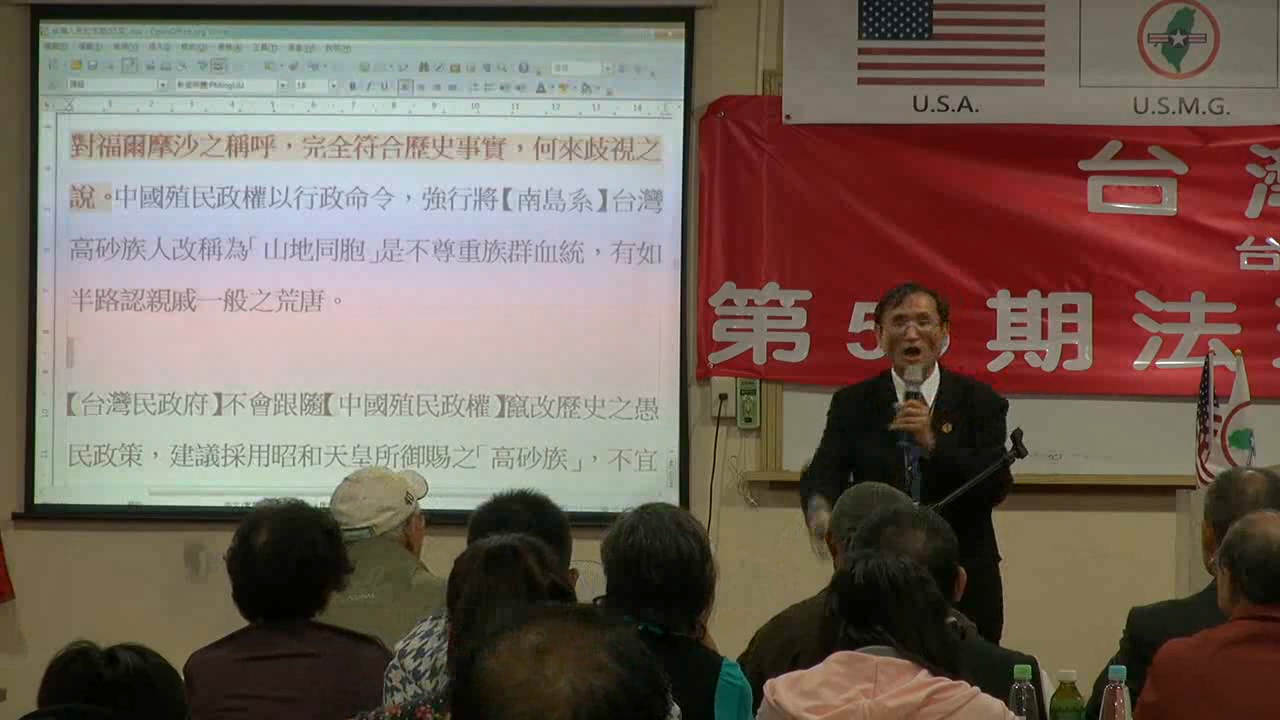 對福爾摩沙之稱呼，完全符合歷史事實，何來歧視之
說。中國殖民政權以行政命令，強行將【南島系】台灣
高砂族人改稱為「山地同胞」是不尊重族群血統，有如
半路認親戚一般之荒唐。
【台灣民政府】不會跟隨【中國殖民政權】竄改歷史之愚
民政策，建議採用昭和天皇所御賜之「高砂族」，不宜
U.S.A.
U.S.M.G.
台灣
台
第5 期法